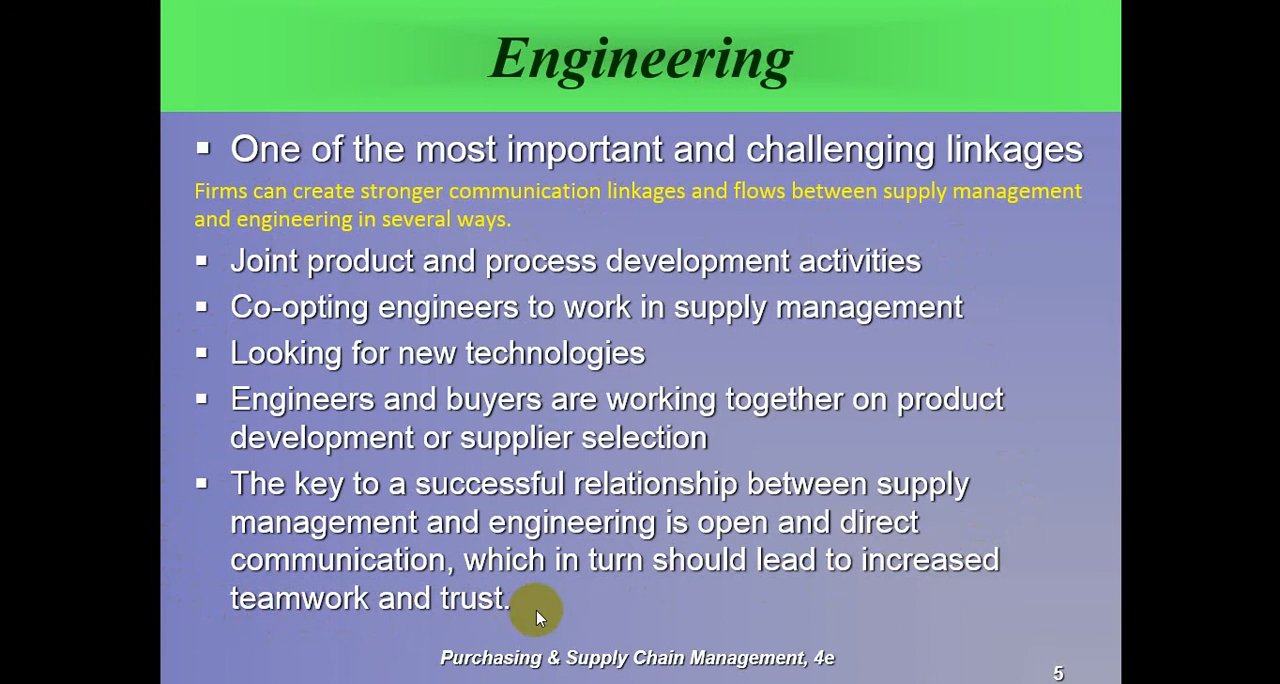 Engineering
▪ One of the most important and challenging linkages
Firms can create stronger communication linkages and flows between supply management
and engineering in several ways.
▪ Joint product and process development activities
▪ Co-opting engineers to work in supply management
▪ Looking for new technologies
▪ Engineers and buyers are working together on product
development or supplier selection
▪ The key to a successful relationship between supply
management and engineering is open and direct
communication, which in turn should lead to increased
teamwork and trust.
Purchasing & Supply Chain Management, 4e
5